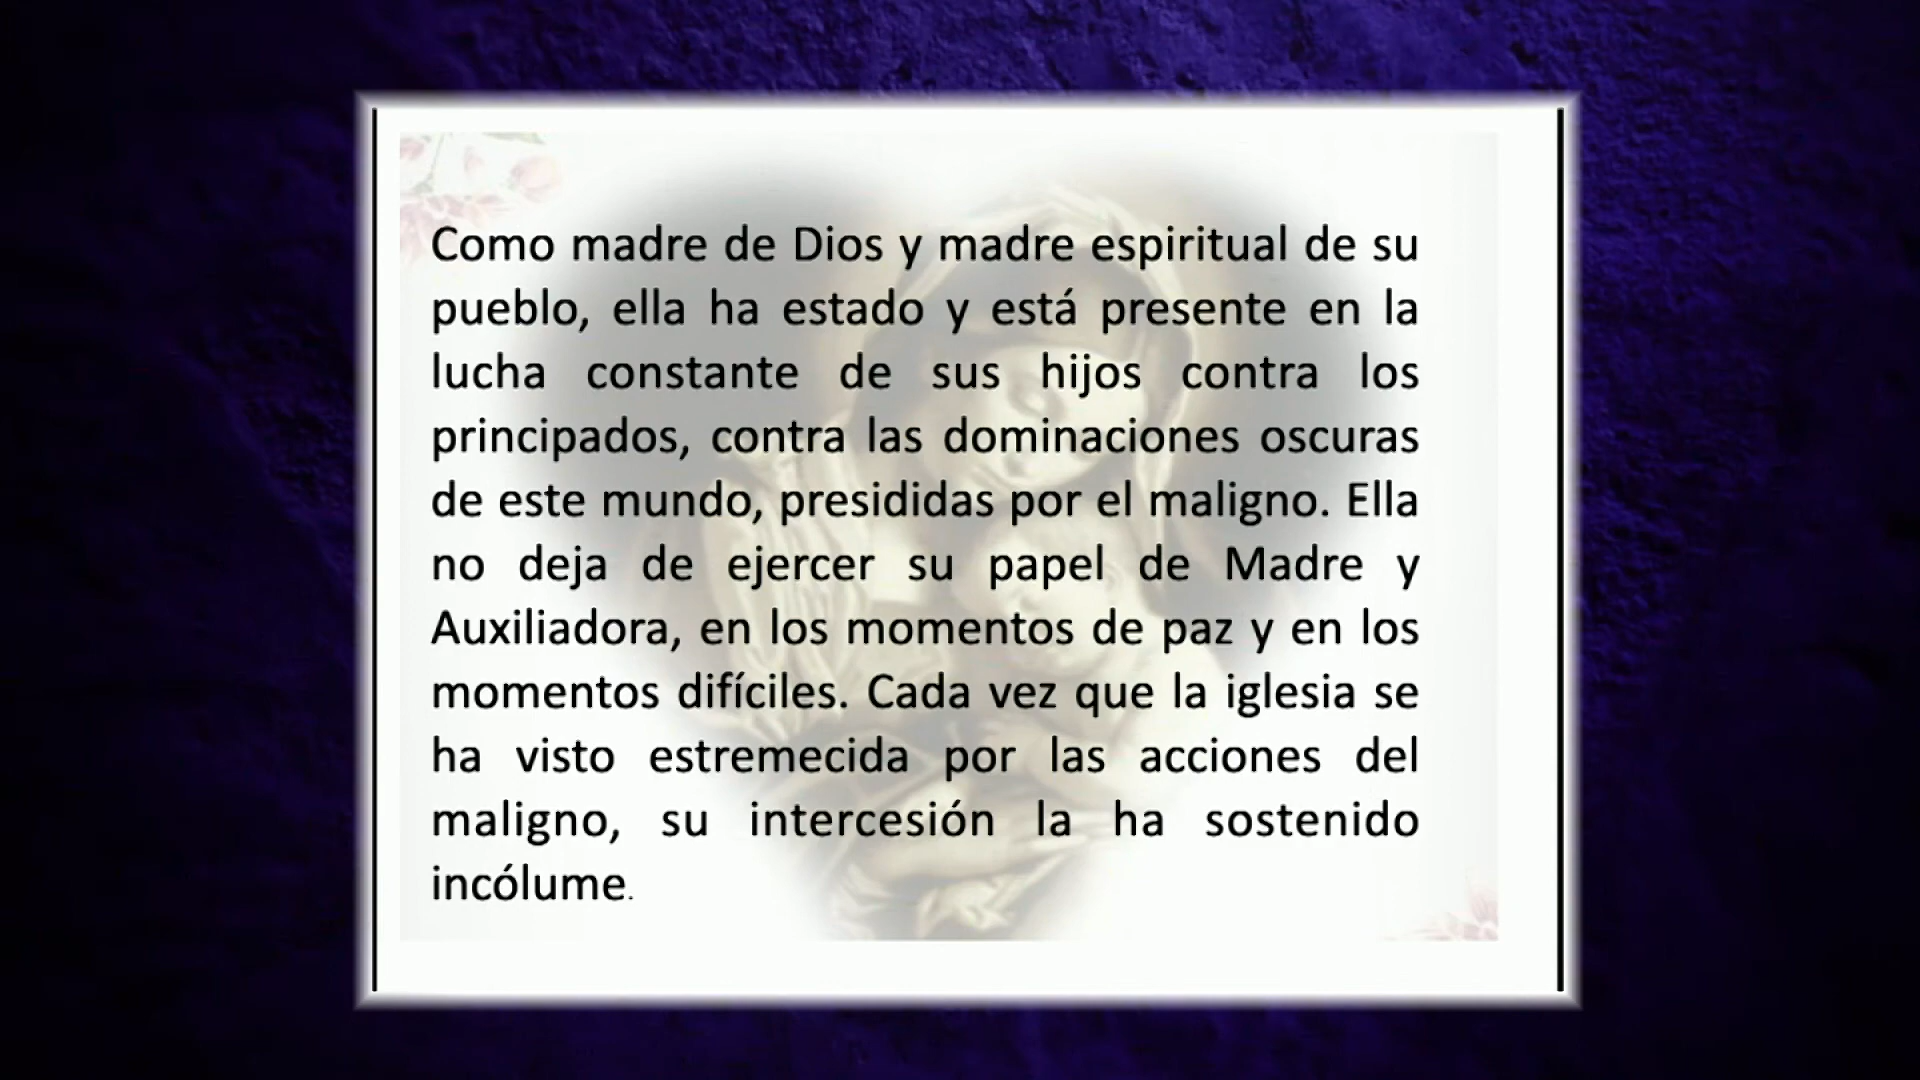 Como madre de Dios y madre espiritual de su
pueblo, ella ha estado y está presente en la
lucha constante de sus hijos contra los
principados, contra las dominaciones oscuras
de este mundo, presididas por el maligno. Ella
no deja de ejercer su papel de Madre y
Auxiliadora, en los momentos de paz y en los
momentos difíciles. Cada vez que la iglesia se
ha visto estremecida por las acciones del
maligno, su intercesión la ha sostenido
incólume.